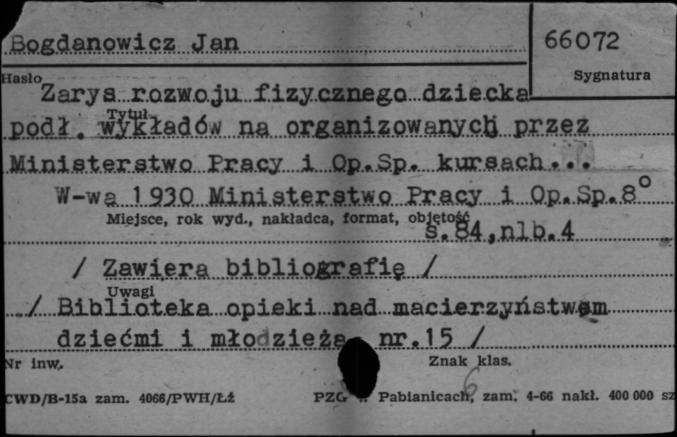 Bogdanowicz Jan
66072
Hasło
Sygnatura
Zarys rozwoju fizycznego dziecka
Tytuł
podł. wykładów na organizowanych przez
Ministerstwo Pracy i Op.Sp. kursach...
W-wa 1930 Ministerstwo Pracy i Op.Sp.8°
Miejsce, rok wyd., nakładca, format, objętość
s.84,nlb.4
/ Zawiera bibliografię /
Uwagi
/ Biblioteka opieki nad macierzyństwem
dziećmi i młodzieżą nr.15 /
Nr inw.
Znak klas.
6
CWD/B-15a zam. 4066/PWH/Łź
PZG w Pabianicach, zam. 4-66 nakł. 400 000 sz